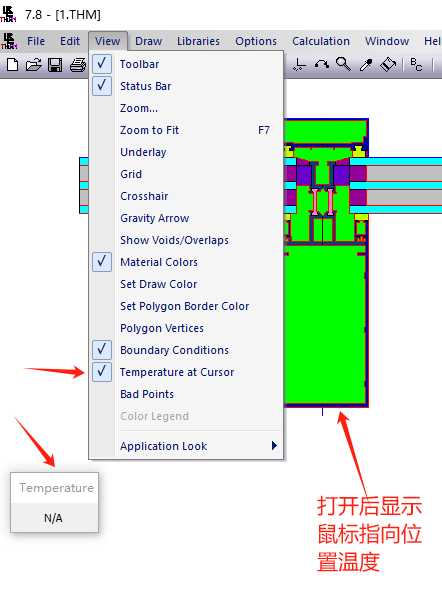 7.8 - [1.THM]
File Edit View Draw Libraries Options Calculation Window Hel
Toolbar
Status Bar
Zoom...
Zoom to Fit F7
Underlay
Grid
Crosshair
Gravity Arrow
Show Voids/Overlaps
Material Colors
Set Draw Color
Set Polygon Border Color
Polygon Vertices
Boundary Conditions
Temperature at Cursor
Bad Points
Color Legend
Application Look
Temperature
N/A
打开后显示
鼠标指向位
置温度
BC